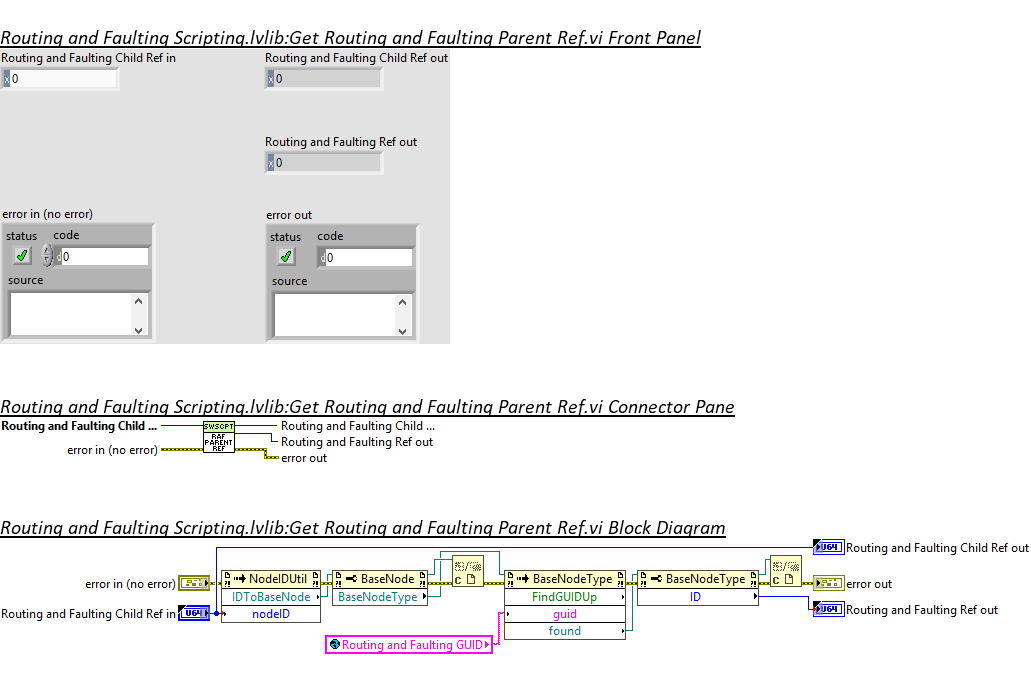 Routing and Faulting Scripting.lvlib:Get Routing and Faulting Parent Ref.vi Front Panel
Routing and Faulting Child Ref in
Routing and Faulting Child Ref out
x 0
x 0
Routing and Faulting Ref out
x 0
error in (no error)
error out
status code
status code
d 0
d 0
source
source
Routing and Faulting Scripting.lvlib:Get Routing and Faulting Parent Ref.vi Connector Pane
Routing and Faulting Child ...
SWSCPT
RAF
PARENT
REF
Routing and Faulting Child ...
Routing and Faulting Ref out
error in (no error)
error out
Routing and Faulting Scripting.lvlib:Get Routing and Faulting Parent Ref.vi Block Diagram
U64 Routing and Faulting Child Ref out
error in (no error)
NodeIDUtil
IDToBaseNode
nodeID
BaseNode
BaseNodeType
C
BaseNodeType
FindGUIDUp
guid
found
BaseNodeType
ID
C
error out
Routing and Faulting Child Ref in U64
U64 Routing and Faulting Ref out
Routing and Faulting GUID